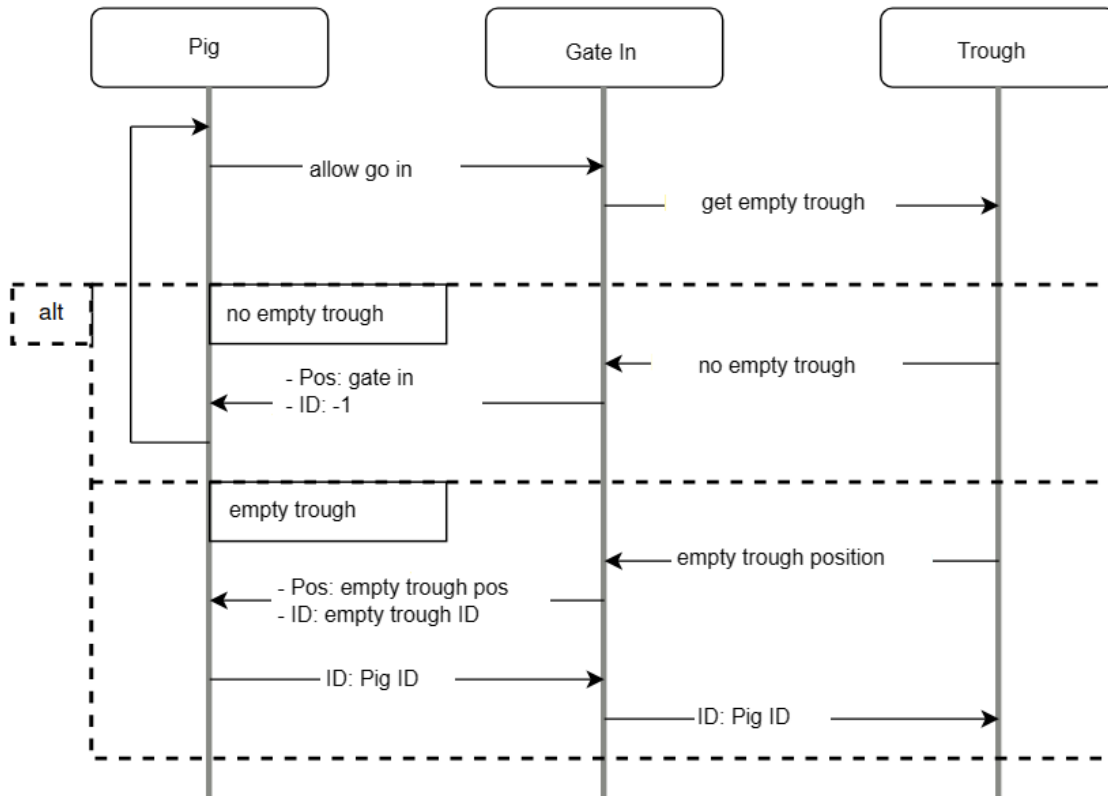 Pig
Gate In
Trough
allow go in
get empty trough
alt
no empty trough
no empty trough
- Pos: gate in
- ID: -1
empty trough
empty trough position
- Pos: empty trough pos
- ID: empty trough ID
ID: Pig ID
ID: Pig ID